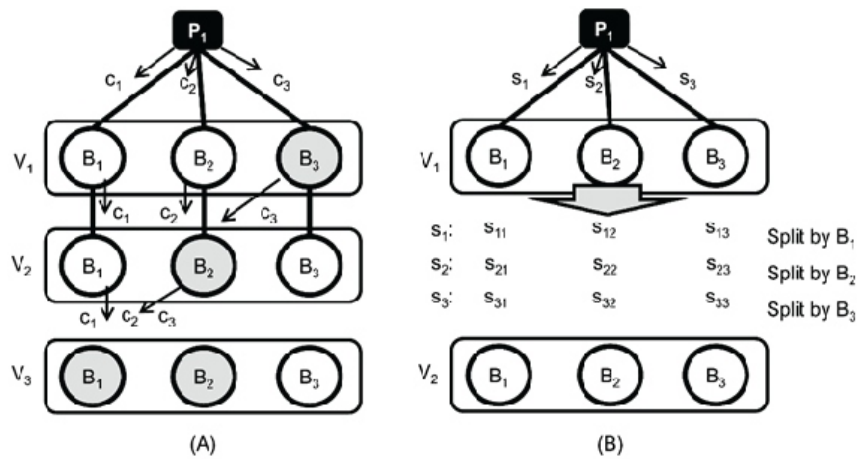 P1
c1 c2 c3
V1 B1 B2 B3
c1 c2 c3
V2 B1 B2 B3
c1 c2 c3
V3 B1 B2 B3
(A)
P1
s1 s2 s3
V1 B1 B2 B3
s1: s11 s12 s13 Split by B1
s2: s21 s22 s23 Split by B2
s3: s31 s32 s33 Split by B3
V2 B1 B2 B3
(B)